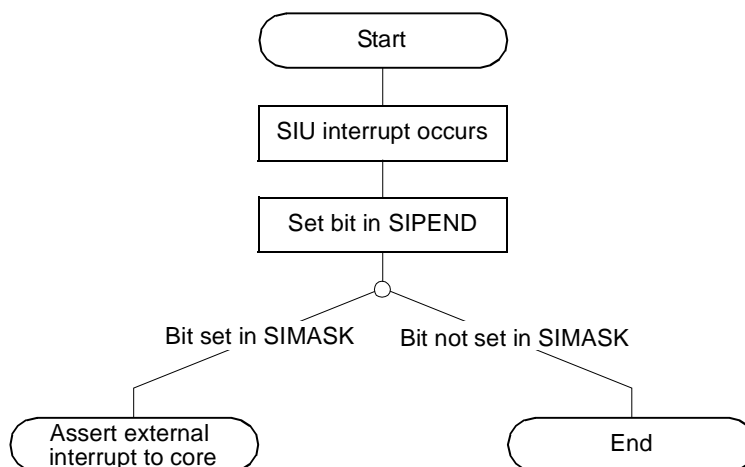 Start
SIU interrupt occurs
Set bit in SIPEND
Bit set in SIMASK
Bit not set in SIMASK
Assert external
interrupt to core
End